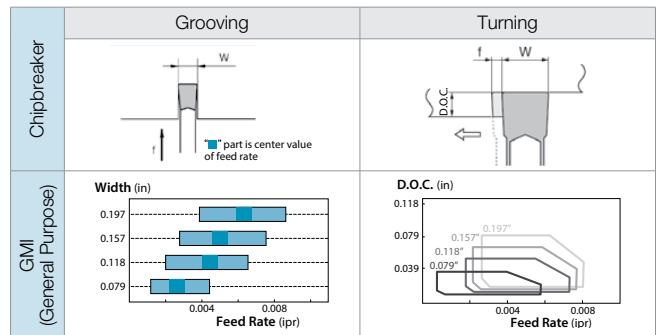 Grooving
Turning
Chipbreaker
f
W
"■" part is center value
of feed rate
f
W
D.O.C.
GMI
(General Purpose)
Width (in)
0.197
0.157
0.118
0.079
0.004
0.008
Feed Rate (ipr)
D.O.C. (in)
0.118
0.079
0.039
0.197"
0.157"
0.118"
0.079"
0.004
0.008
Feed Rate (ipr)